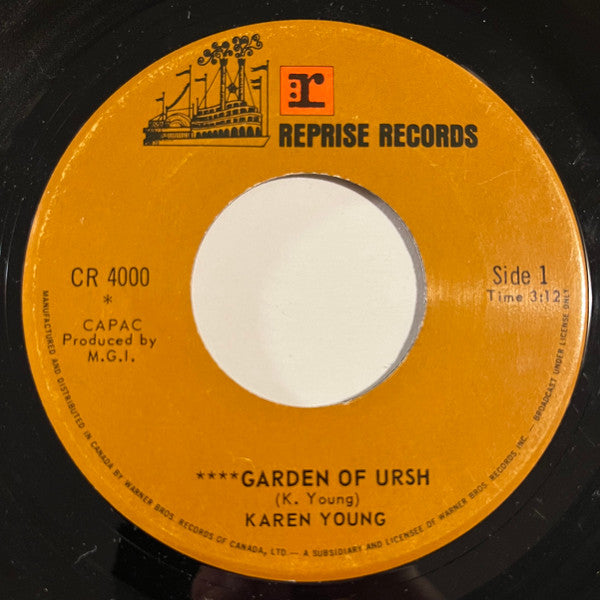 r
REPRISE RECORDS
CR 4000
*
CAPAC
Produced by
M.G.I.
Side 1
Time 3:12
****GARDEN OF URSH
(K. Young)
KAREN YOUNG
MANUFACTURED AND DISTRIBUTED IN CANADA BY WARNER BROS. RECORDS OF CANADA, LTD. — A SUBSIDIARY AND LICENSEE OF WARNER BROS. RECORDS INC. — BROADCAST UNDER LICENSE ONLY